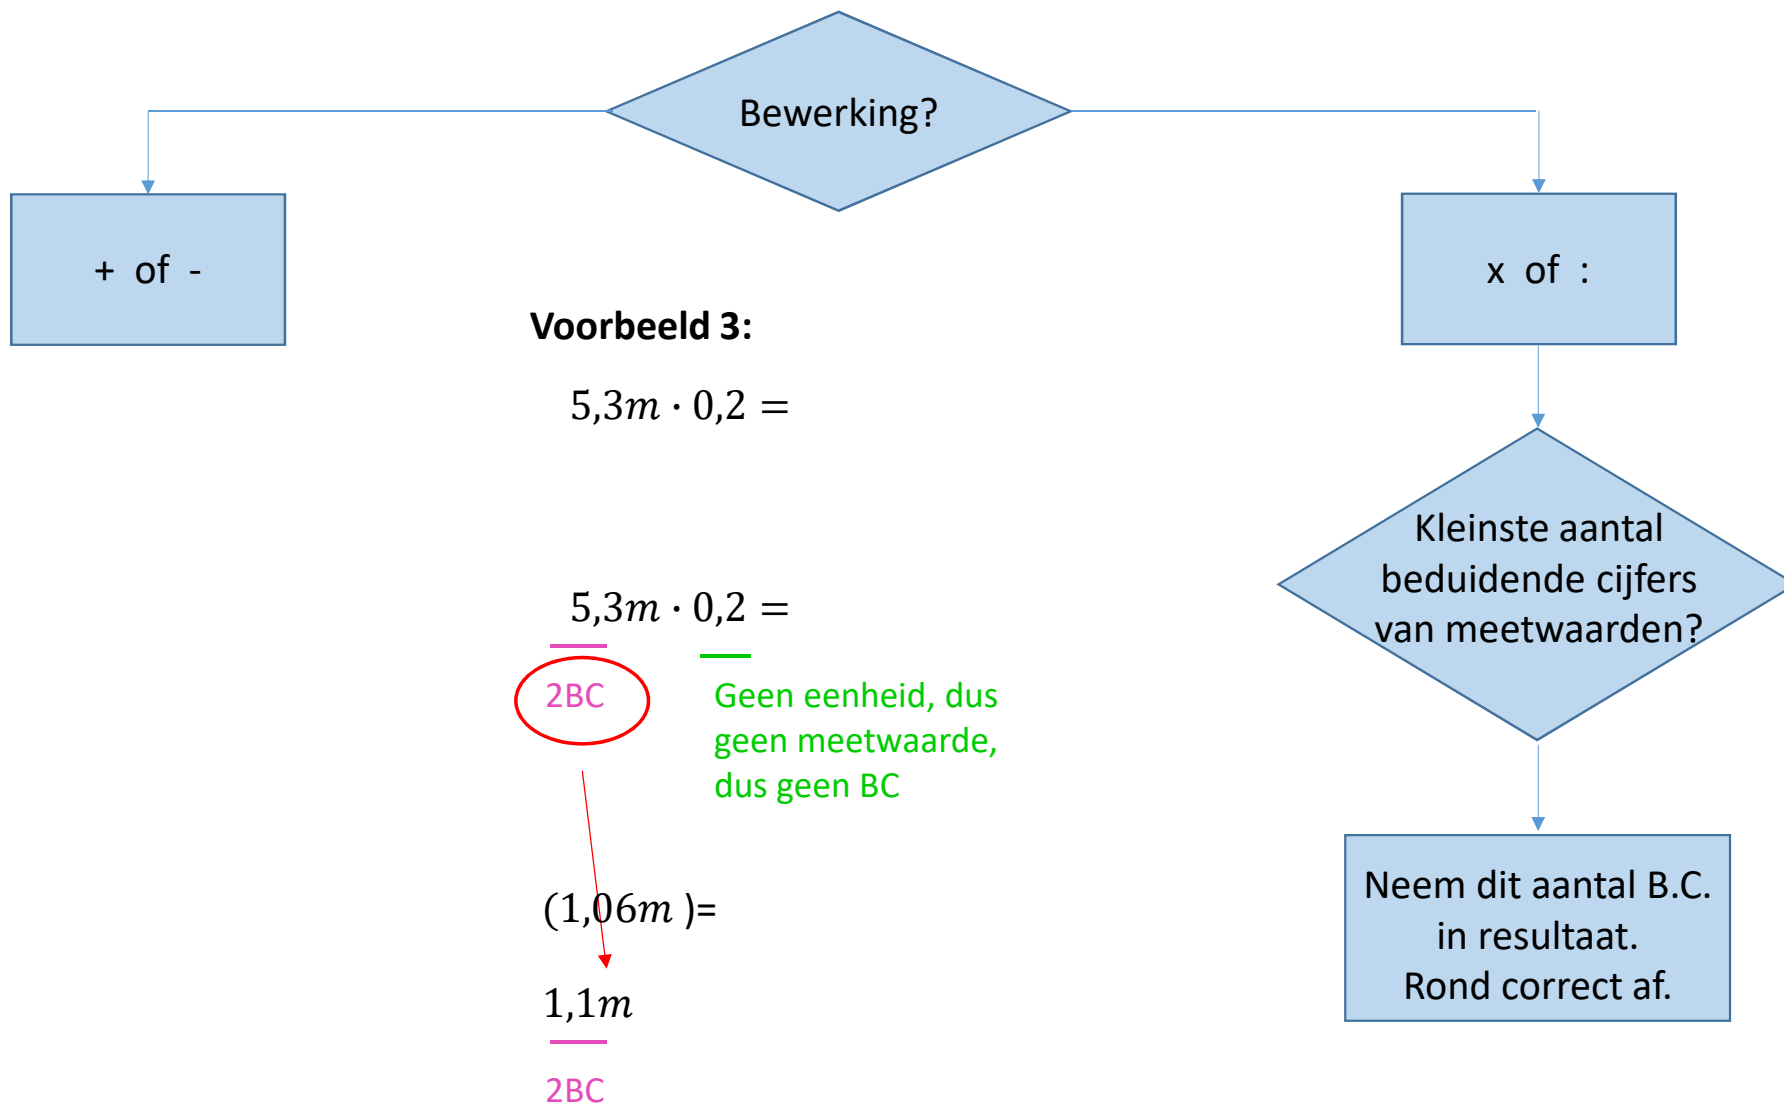 Bewerking?
+ of -
x of :
Voorbeeld 3:
5,3m · 0,2 =
5,3m · 0,2 =
2BC
Geen eenheid, dus
geen meetwaarde,
dus geen BC
(1,06m )=
1,1m
2BC
Kleinste aantal
beduidende cijfers
van meetwaarden?
Neem dit aantal B.C.
in resultaat.
Rond correct af.